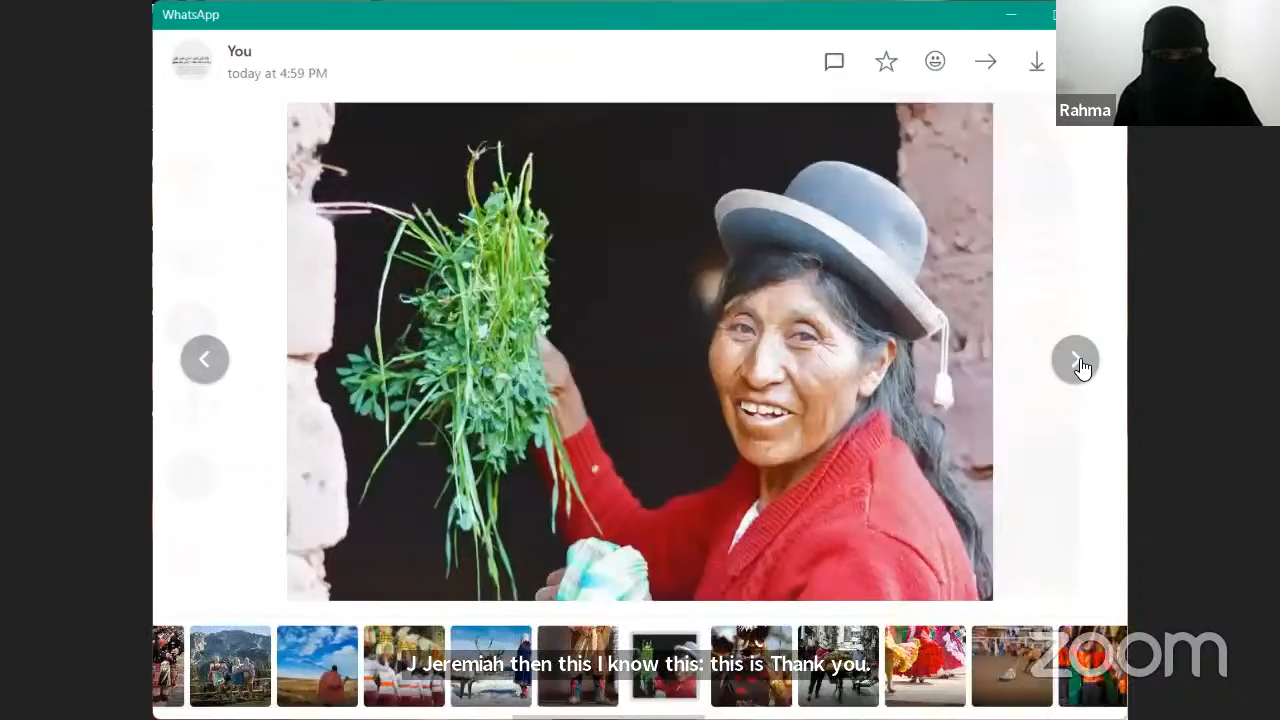 WhatsApp
You
today at 4:59 PM
Rahma
J Jeremiah then this I know this: this is Thank you.
zoom